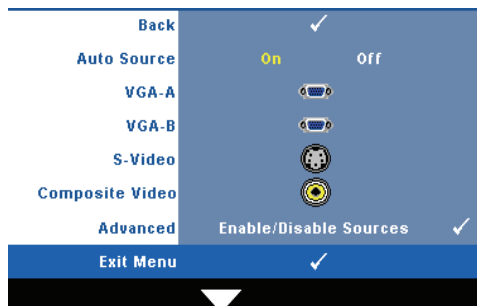 Back
Auto Source On Off
VGA-A
VGA-B
S-Video
Composite Video
Advanced Enable/Disable Sources
Exit Menu